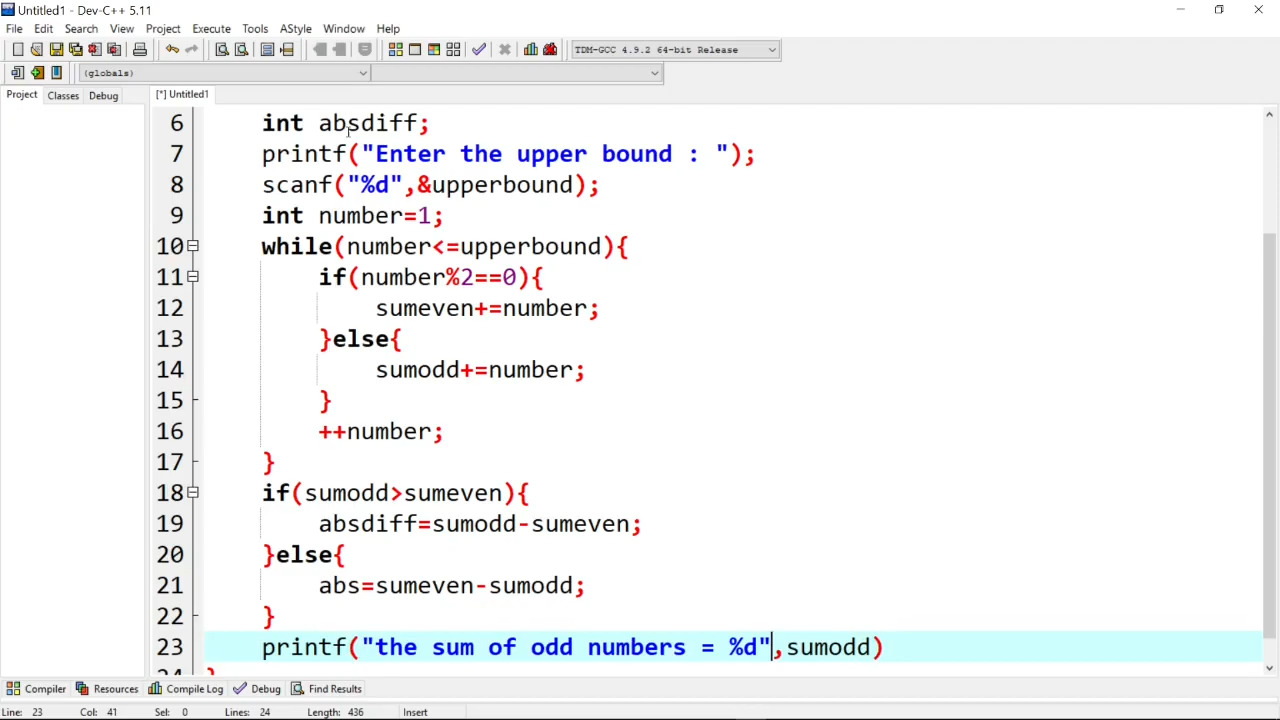 Untitled1 - Dev-C++ 5.11
File Edit Search View Project Execute Tools AStyle Window Help
TDM-GCC 4.9.2 64-bit Release
(globals)
Project Classes Debug [*] Untitled1
6 int absdiff;
7 printf("Enter the upper bound : ");
8 scanf("%d",&upperbound);
9 int number=1;
10 while(number<=upperbound){
11 if(number%2==0){
12 sumeven+=number;
13 }else{
14 sumodd+=number;
15 }
16 ++number;
17 }
18 if(sumodd>sumeven){
19 absdiff=sumodd-sumeven;
20 }else{
21 abs=sumeven-sumodd;
22 }
23 printf("the sum of odd numbers = %d",sumodd)
24 }
Compiler Resources Compile Log Debug Find Results
Line: 23 Col: 41 Sel: 0 Lines: 24 Length: 436 Insert